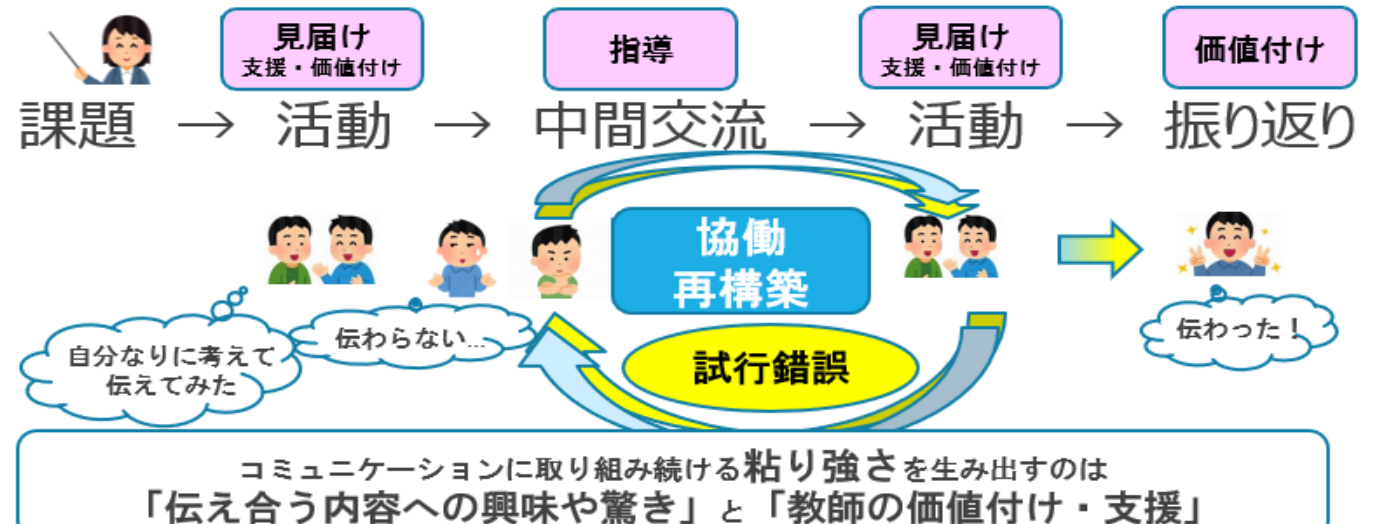 見届け
支援・価値付け
指導
見届け
支援・価値付け
価値付け
課題 → 活動 → 中間交流 → 活動 → 振り返り
協働
再構築
自分なりに考えて
伝えてみた
伝わらない…
試行錯誤
伝わった！
コミュニケーションに取り組み続ける粘り強さを生み出すのは
「伝え合う内容への興味や驚き」と「教師の価値付け・支援」